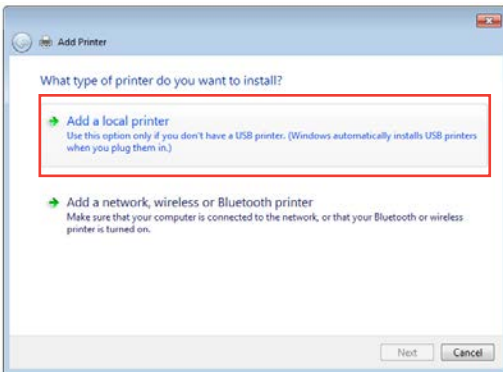 Add Printer
What type of printer do you want to install?
Add a local printer
Use this option only if you don't have a USB printer. (Windows automatically installs USB printers
when you plug them in.)
Add a network, wireless or Bluetooth printer
Make sure that your computer is connected to the network, or that your Bluetooth or wireless
printer is turned on.
Next Cancel